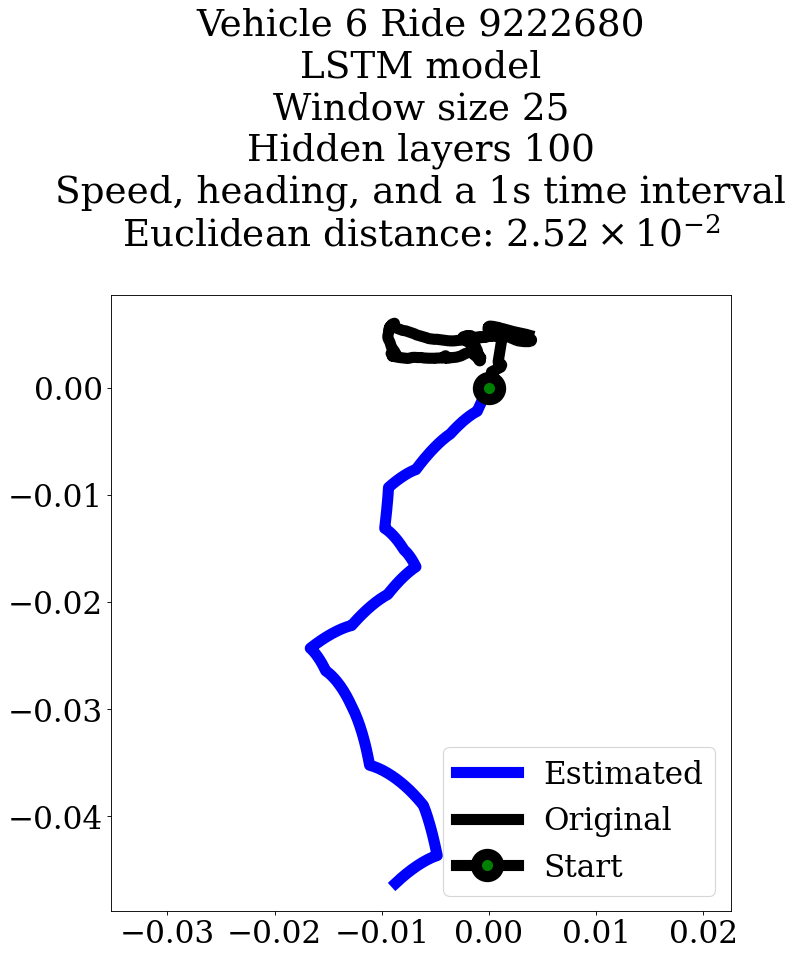 Vehicle 6 Ride 9222680
LSTM model
Window size 25
Hidden layers 100
Speed, heading, and a 1s time interval
Euclidean distance: 2.52 × 10⁻²
0.00
−0.01
−0.02
−0.03
−0.04
Estimated
Original
Start
−0.03 −0.02 −0.01 0.00 0.01 0.02